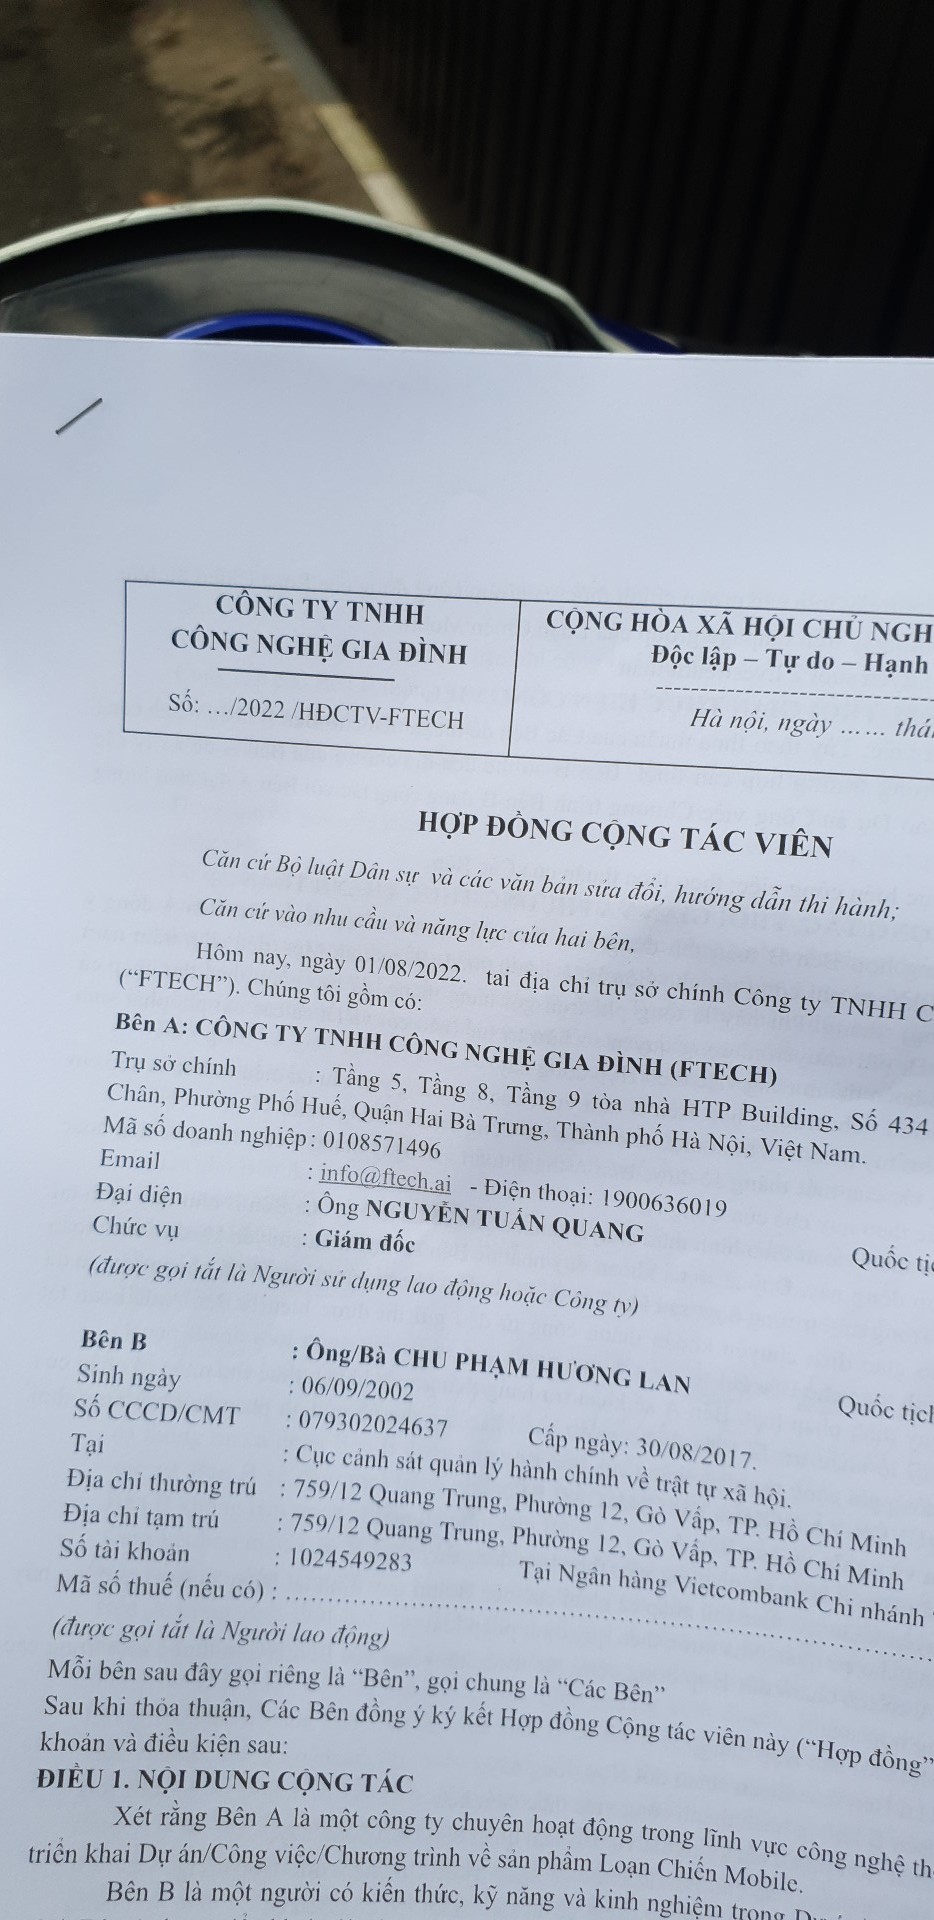 CÔNG TY TNHH
CÔNG NGHỆ GIA ĐÌNH
Số: .../2022 /HĐCTV-FTECH
CỘNG HÒA XÃ HỘI CHỦ NGH
Độc lập – Tự do – Hạnh
Hà nội, ngày ...... thá
HỢP ĐỒNG CỘNG TÁC VIÊN
Căn cứ Bộ luật Dân sự và các văn bản sửa đổi, hướng dẫn thi hành;
Căn cứ vào nhu cầu và năng lực của hai bên,
Hôm nay, ngày 01/08/2022. tai địa chỉ trụ sở chính Công ty TNHH C
(“FTECH”). Chúng tôi gồm có:
Bên A: CÔNG TY TNHH CÔNG NGHỆ GIA ĐÌNH (FTECH)
Trụ sở chính : Tầng 5, Tầng 8, Tầng 9 tòa nhà HTP Building, Số 434
Chân, Phường Phố Huế, Quận Hai Bà Trưng, Thành phố Hà Nội, Việt Nam.
Mã số doanh nghiệp : 0108571496
Email : info@ftech.ai - Điện thoại: 1900636019
Đại diện : Ông NGUYỄN TUẤN QUANG
Quốc tị
Chức vụ : Giám đốc
(được gọi tắt là Người sử dụng lao động hoặc Công ty)
Bên B : Ông/Bà CHU PHẠM HƯƠNG LAN
Quốc tịch
Sinh ngày : 06/09/2002
Số CCCD/CMT : 079302024637 Cấp ngày: 30/08/2017.
Tại : Cục cảnh sát quản lý hành chính về trật tự xã hội.
Địa chỉ thường trú : 759/12 Quang Trung, Phường 12, Gò Vấp, TP. Hồ Chí Minh
Địa chỉ tạm trú : 759/12 Quang Trung, Phường 12, Gò Vấp, TP. Hồ Chí Minh
Số tài khoản : 1024549283 Tại Ngân hàng Vietcombank Chi nhánh
Mã số thuế (nếu có) : ......................................................
(được gọi tắt là Người lao động)
Mỗi bên sau đây gọi riêng là “Bên”, gọi chung là “Các Bên”
Sau khi thỏa thuận, Các Bên đồng ý ký kết Hợp đồng Cộng tác viên này (“Hợp đồng”
khoản và điều kiện sau:
ĐIỀU 1. NỘI DUNG CỘNG TÁC
Xét rằng Bên A là một công ty chuyên hoạt động trong lĩnh vực công nghệ th
triển khai Dự án/Công việc/Chương trình về sản phẩm Loạn Chiến Mobile.
Bên B là một người có kiến thức, kỹ năng và kinh nghiệm trong